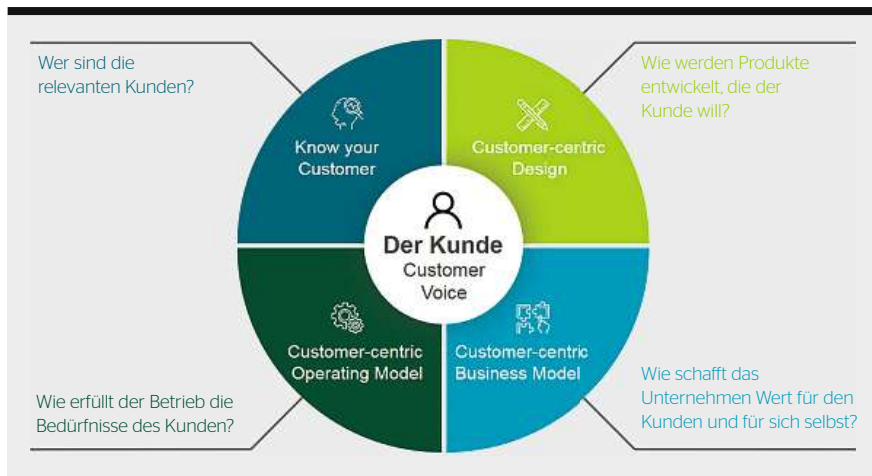 Wer sind die
relevanten Kunden?
Wie werden Produkte
entwickelt, die der
Kunde will?
Know your
Customer
Customer-centric
Design
Der Kunde
Customer
Voice
Customer-centric
Operating Model
Customer-centric
Business Model
Wie erfüllt der Betrieb die
Bedürfnisse des Kunden?
Wie schafft das
Unternehmen Wert für den
Kunden und für sich selbst?